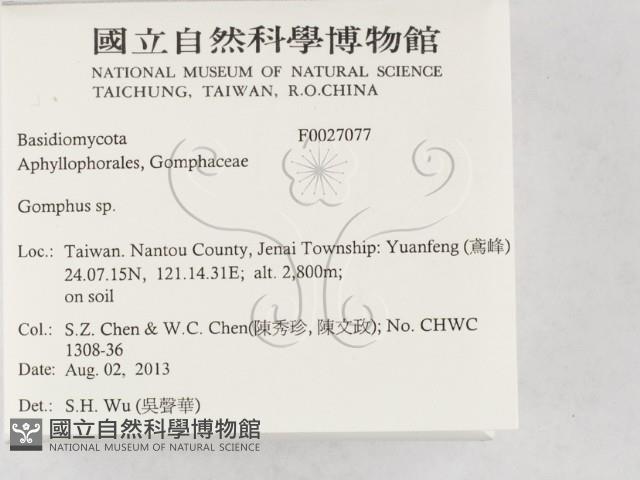 國立自然科學博物館
NATIONAL MUSEUM OF NATURAL SCIENCE
TAICHUNG, TAIWAN, R.O.CHINA
Basidiomycota F0027077
Aphyllophorales, Gomphaceae
Gomphus sp.
Loc.: Taiwan. Nantou County, Jenai Township: Yuanfeng (鳶峰)
24.07.15N, 121.14.31E; alt. 2,800m;
on soil
Col.: S.Z. Chen & W.C. Chen(陳秀珍, 陳文政); No. CHWC
1308-36
Date: Aug. 02, 2013
Det.: S.H. Wu (吳聲華)
國立自然科學博物館
NATIONAL MUSEUM OF NATURAL SCIENCE